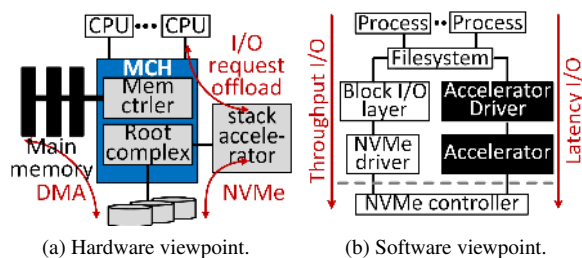 CPU ••• CPU
MCH
I/O
request
offload
Mem
ctrler
Root
complex
stack
accele-
rator
Main
memory
DMA
NVMe
(a) Hardware viewpoint.
Process •• Process
Filesystem
Throughput I/O
Latency I/O
Block I/O
layer
Accelerator
Driver
NVMe
driver
Accelerator
NVMe controller
(b) Software viewpoint.